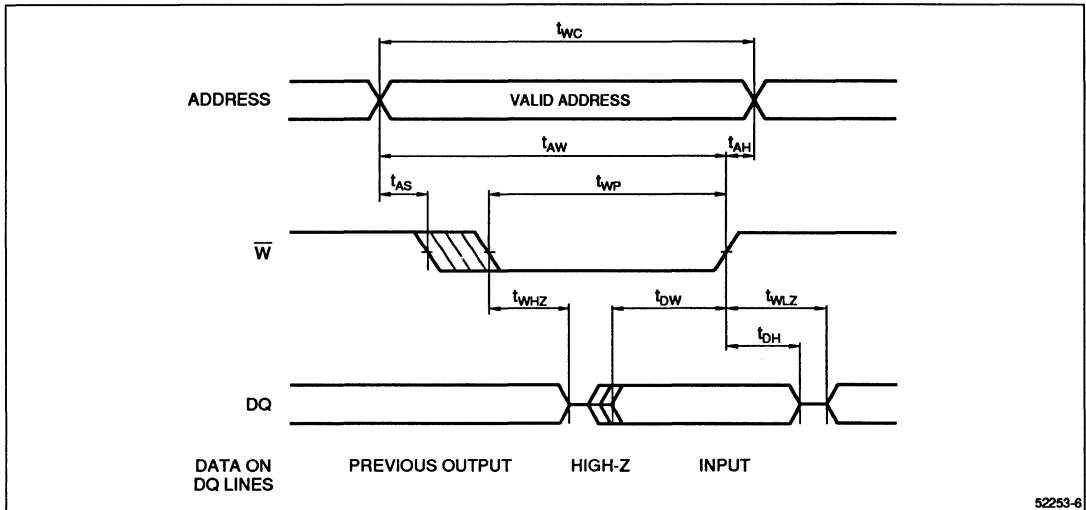 tWC
ADDRESS
VALID ADDRESS
tAW
tAH
tAS
tWP
W
tWHZ
tDW
tWLZ
tDH
DQ
DATA ON
DQ LINES
PREVIOUS OUTPUT
HIGH-Z
INPUT
52253-6